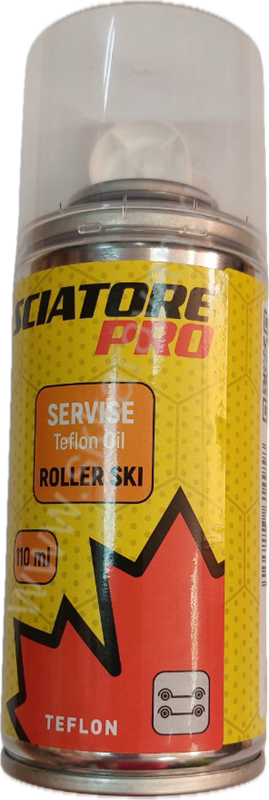 SCIATORE
PRO
SERVISE
Teflon Oil
ROLLER SKI
110 ml
TEFLON